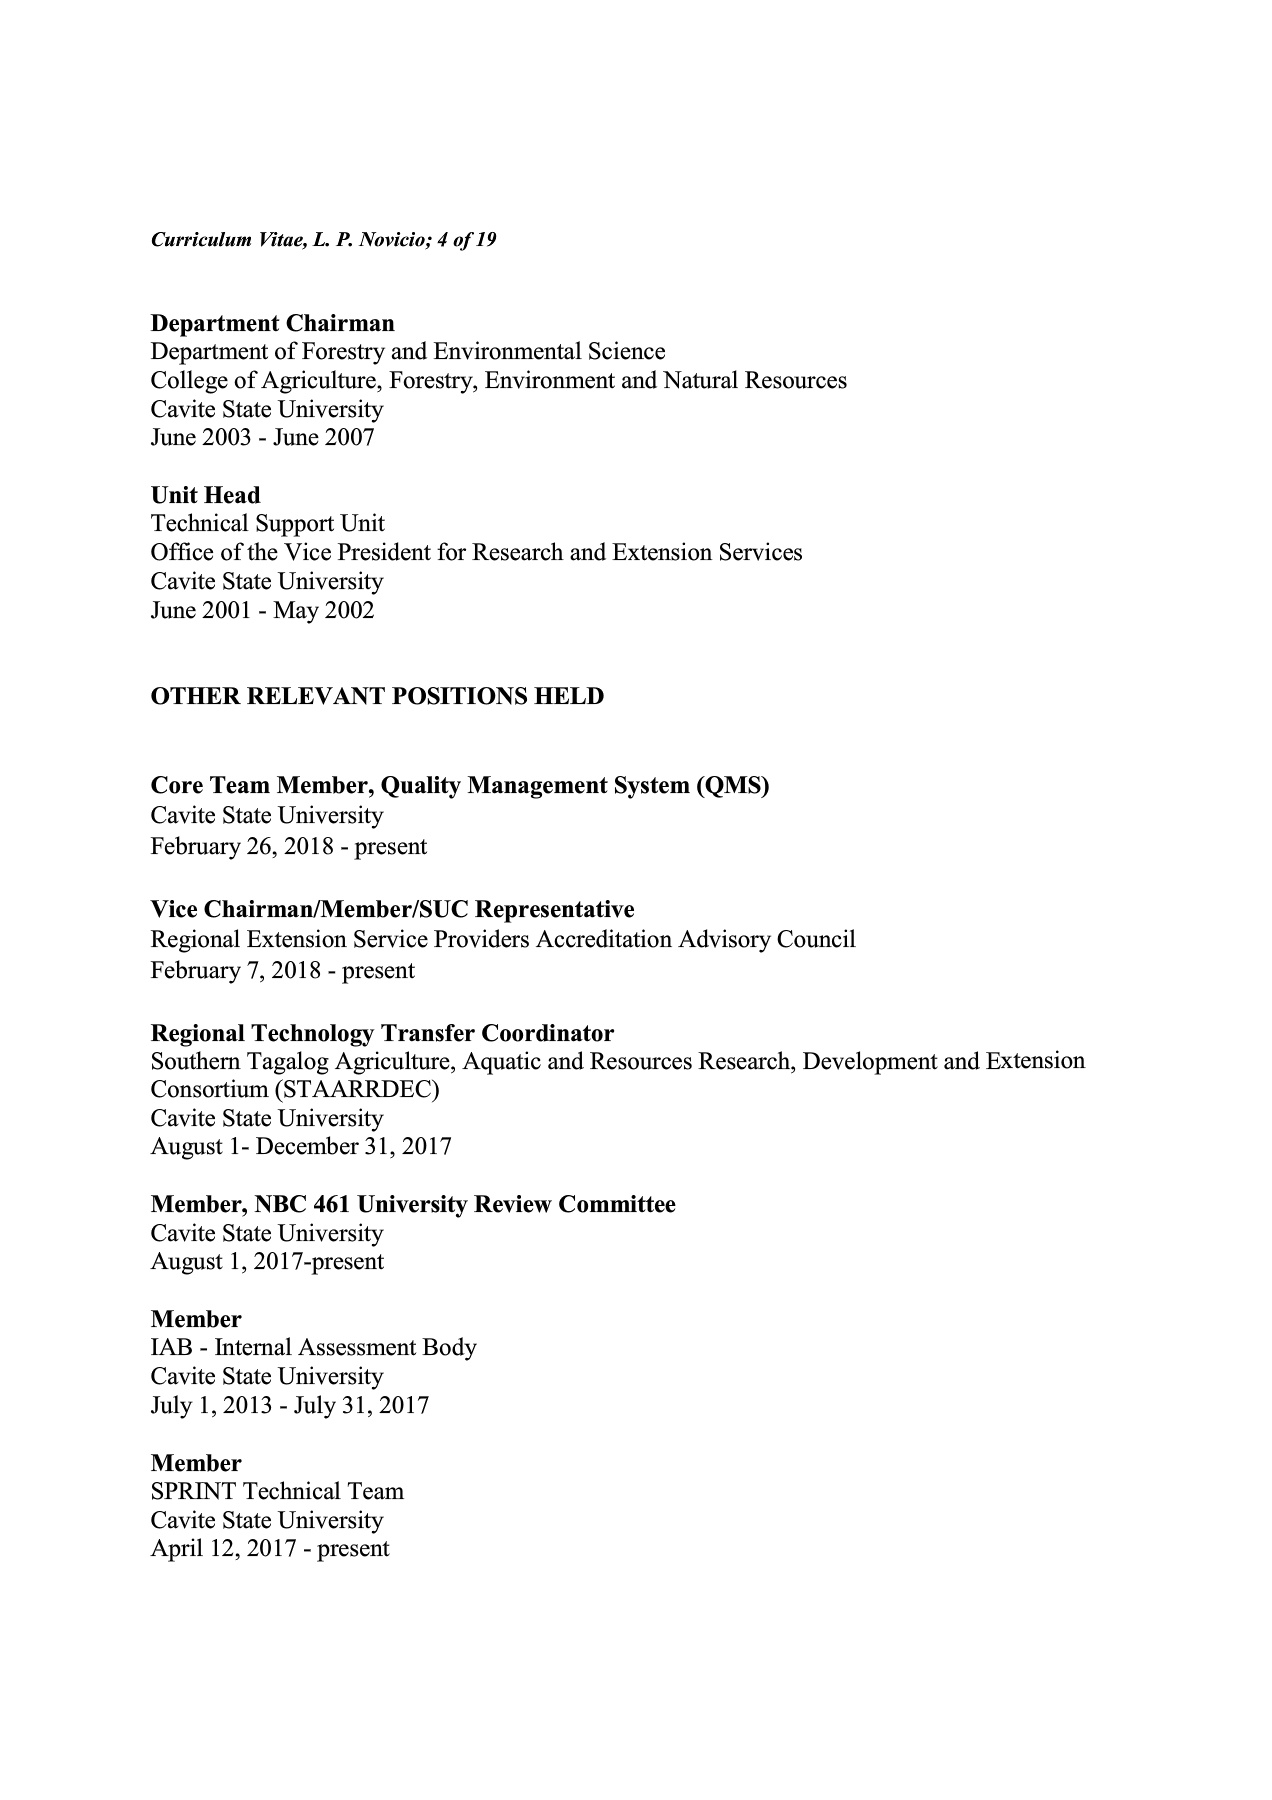 Curriculum Vitae, L. P. Novicio; 4 of 19
Department Chairman
Department of Forestry and Environmental Science
College of Agriculture, Forestry, Environment and Natural Resources
Cavite State University
June 2003 - June 2007
Unit Head
Technical Support Unit
Office of the Vice President for Research and Extension Services
Cavite State University
June 2001 - May 2002
OTHER RELEVANT POSITIONS HELD
Core Team Member, Quality Management System (QMS)
Cavite State University
February 26, 2018 - present
Vice Chairman/Member/SUC Representative
Regional Extension Service Providers Accreditation Advisory Council
February 7, 2018 - present
Regional Technology Transfer Coordinator
Southern Tagalog Agriculture, Aquatic and Resources Research, Development and Extension
Consortium (STAARRDEC)
Cavite State University
August 1- December 31, 2017
Member, NBC 461 University Review Committee
Cavite State University
August 1, 2017-present
Member
IAB - Internal Assessment Body
Cavite State University
July 1, 2013 - July 31, 2017
Member
SPRINT Technical Team
Cavite State University
April 12, 2017 - present